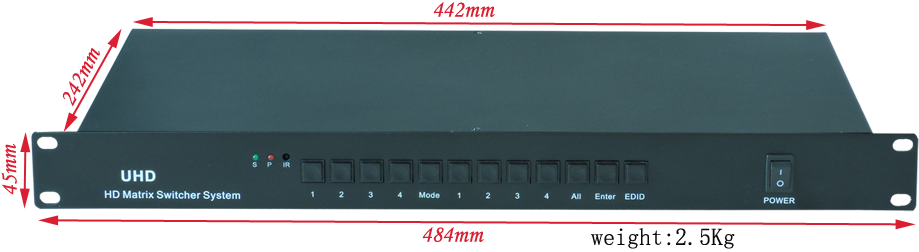 442mm
242mm
45mm
UHD
HD Matrix Switcher System
S P IR
1 2 3 4 Mode 1 2 3 4 All Enter EDID
I
O
POWER
484mm
weight:2.5Kg